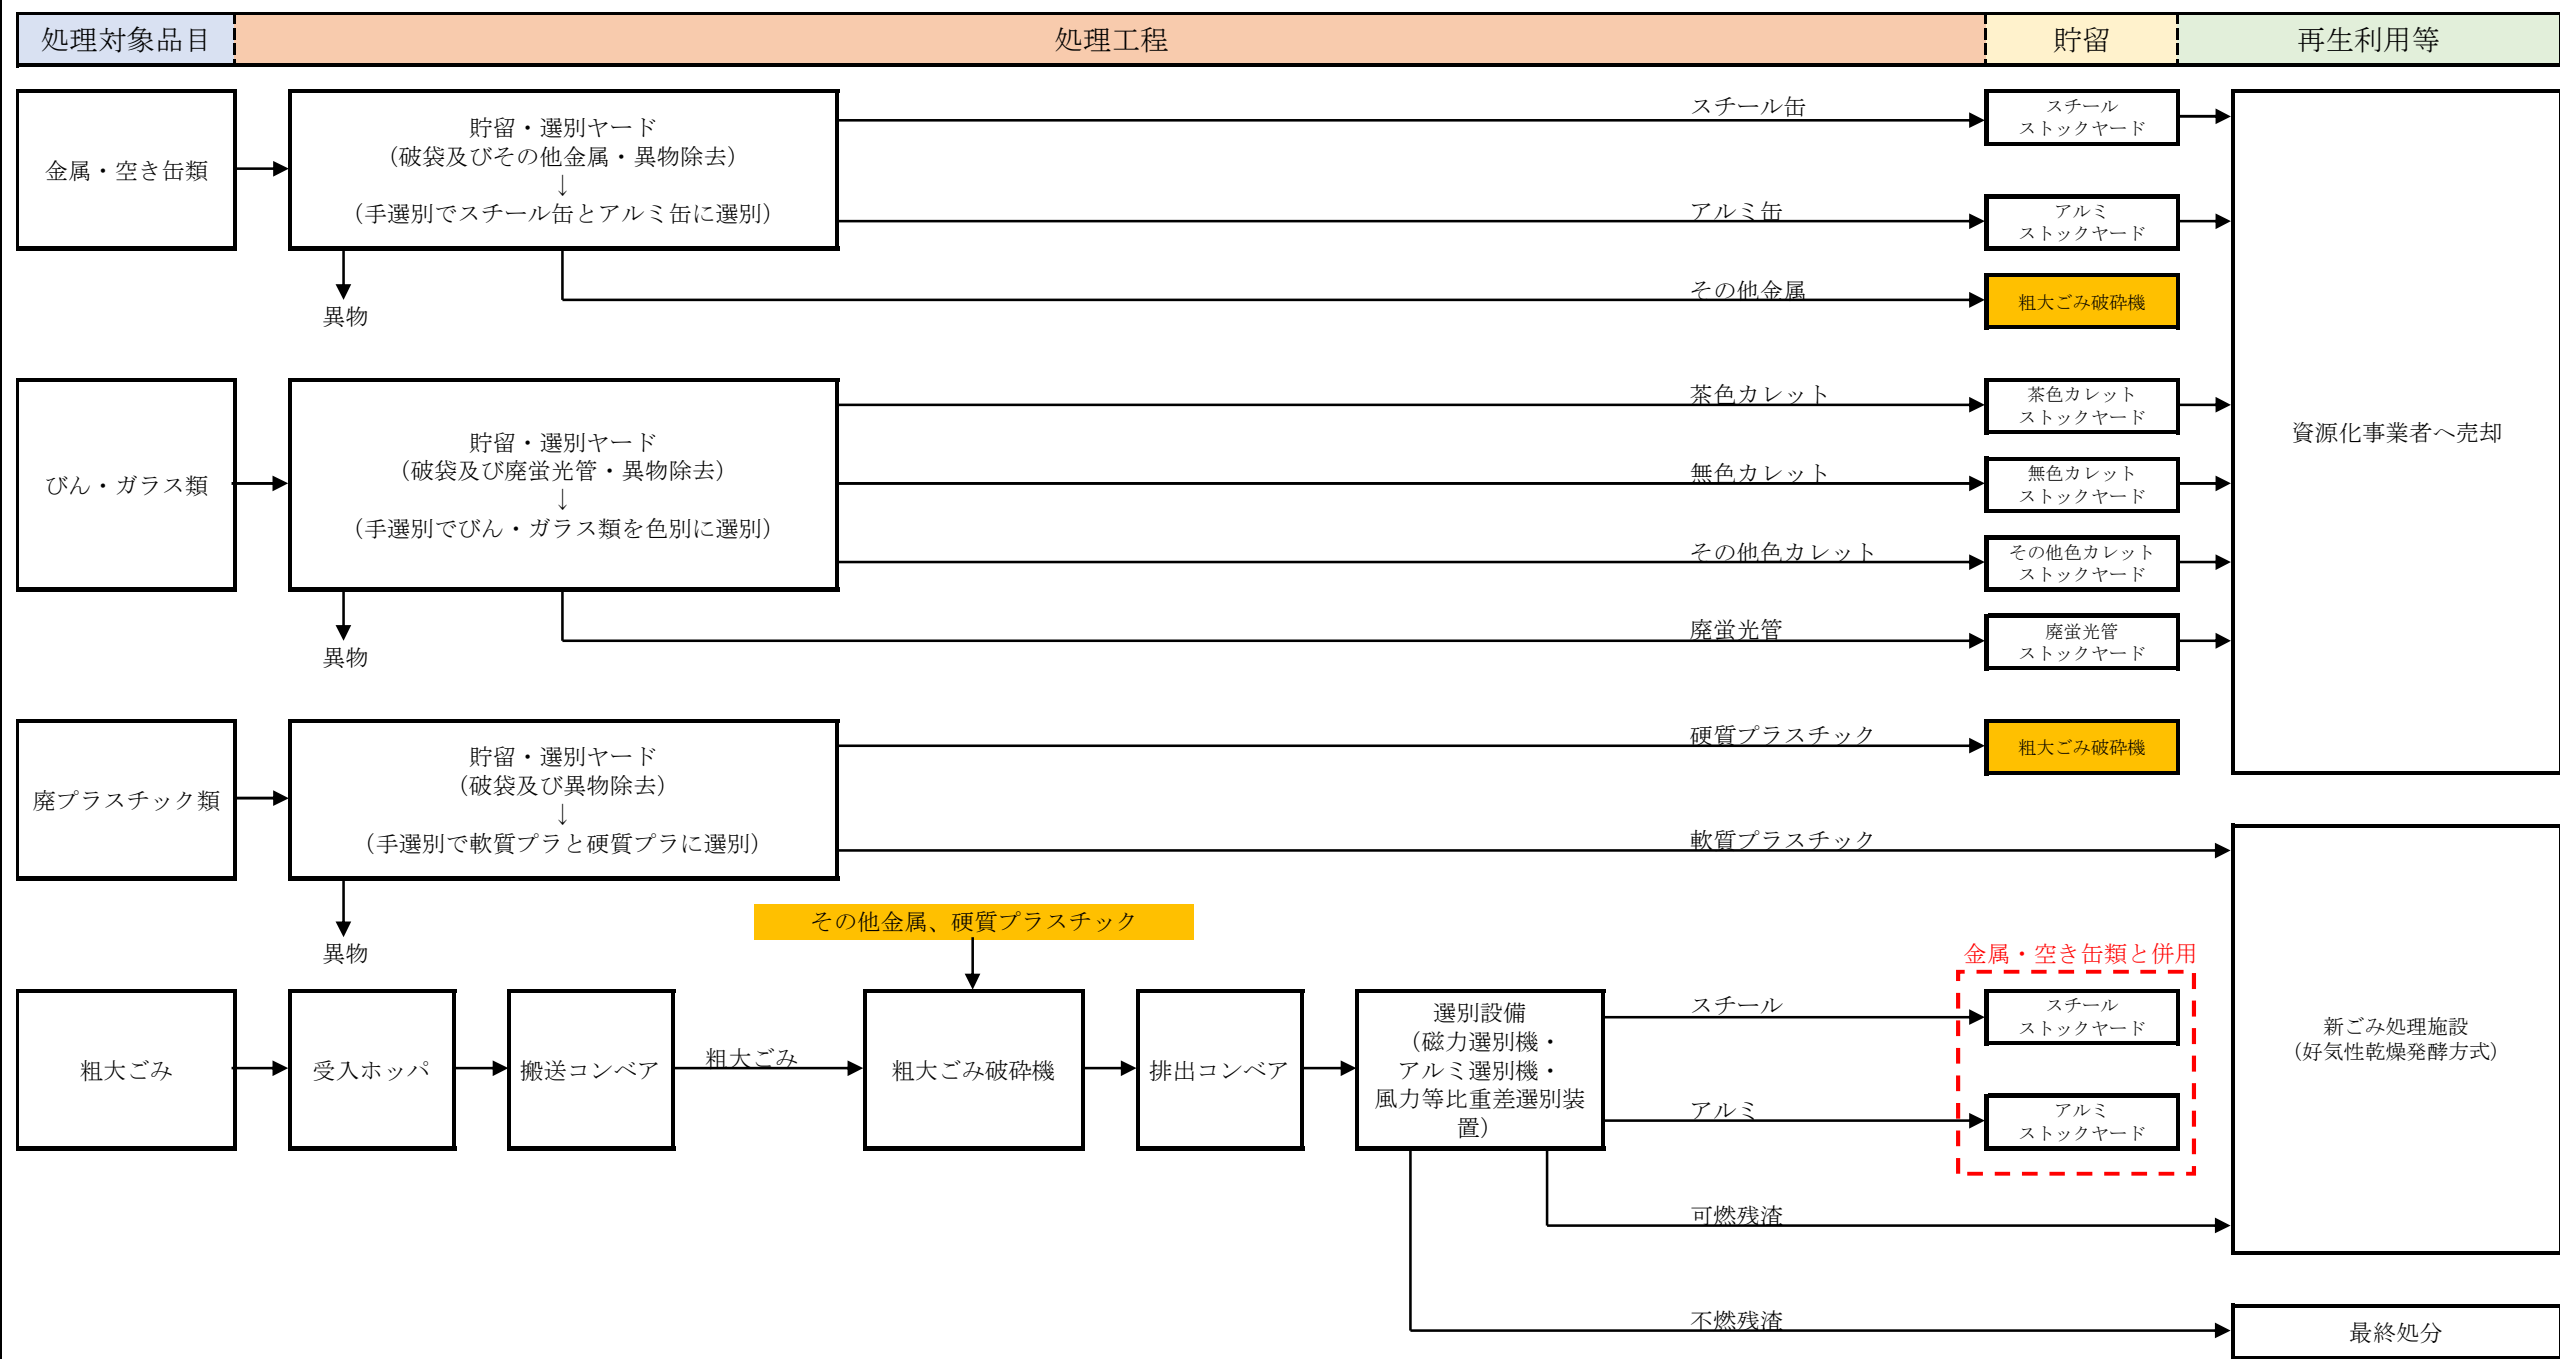 処理対象品目
処理工程
貯留
再生利用等
金属・空き缶類
貯留・選別ヤード
（破袋及びその他金属・異物除去）
↓
（手選別でスチール缶とアルミ缶に選別）
スチール缶
スチール
ストックヤード
アルミ缶
アルミ
ストックヤード
その他金属
粗大ごみ破砕機
異物
びん・ガラス類
貯留・選別ヤード
（破袋及び廃蛍光管・異物除去）
↓
（手選別でびん・ガラス類を色別に選別）
茶色カレット
茶色カレット
ストックヤード
無色カレット
無色カレット
ストックヤード
その他色カレット
その他色カレット
ストックヤード
廃蛍光管
廃蛍光管
ストックヤード
異物
資源化事業者へ売却
廃プラスチック類
貯留・選別ヤード
（破袋及び異物除去）
↓
（手選別で軟質プラと硬質プラに選別）
硬質プラスチック
粗大ごみ破砕機
軟質プラスチック
異物
その他金属、硬質プラスチック
金属・空き缶類と併用
粗大ごみ
受入ホッパ
搬送コンベア
粗大ごみ
粗大ごみ破砕機
排出コンベア
選別設備
（磁力選別機・
アルミ選別機・
風力等比重差選別装
置）
スチール
スチール
ストックヤード
アルミ
アルミ
ストックヤード
新ごみ処理施設
（好気性乾燥発酵方式）
可燃残渣
不燃残渣
最終処分